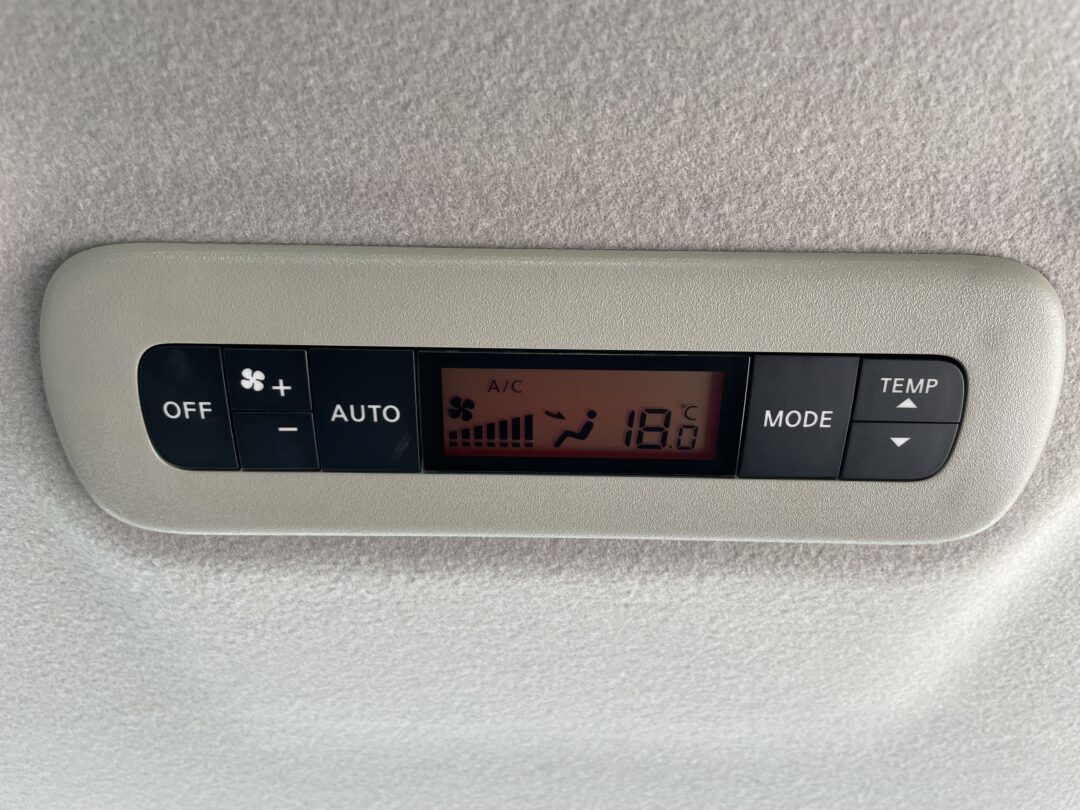 OFF
+
−
AUTO
A/C
18.0 °C
MODE
TEMP